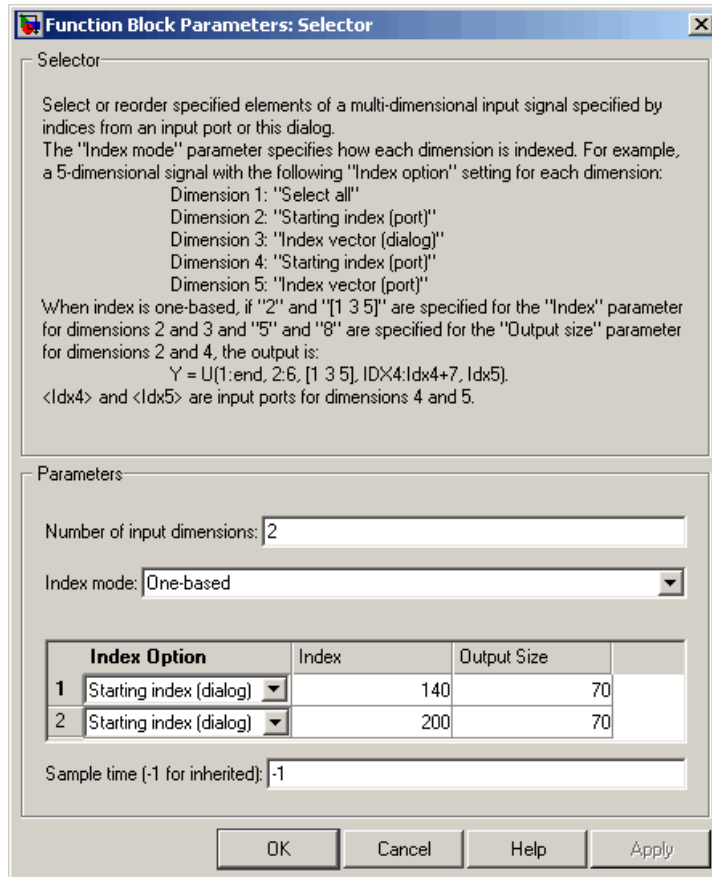 Function Block Parameters: Selector
Selector
Select or reorder specified elements of a multi-dimensional input signal specified by
indices from an input port or this dialog.
The "Index mode" parameter specifies how each dimension is indexed. For example,
a 5-dimensional signal with the following "Index option" setting for each dimension:
Dimension 1: "Select all"
Dimension 2: "Starting index (port)"
Dimension 3: "Index vector (dialog)"
Dimension 4: "Starting index (port)"
Dimension 5: "Index vector (port)"
When index is one-based, if "2" and "[1 3 5]" are specified for the "Index" parameter
for dimensions 2 and 3 and "5" and "8" are specified for the "Output size" parameter
for dimensions 2 and 4, the output is:
Y = U(1:end, 2:6, [1 3 5], IDX4:Idx4+7, Idx5).
<Idx4> and <Idx5> are input ports for dimensions 4 and 5.
Parameters
Number of input dimensions: 2
Index mode: One-based
Index Option Index Output Size
1 Starting index (dialog) 140 70
2 Starting index (dialog) 200 70
Sample time (-1 for inherited): -1
OK Cancel Help Apply